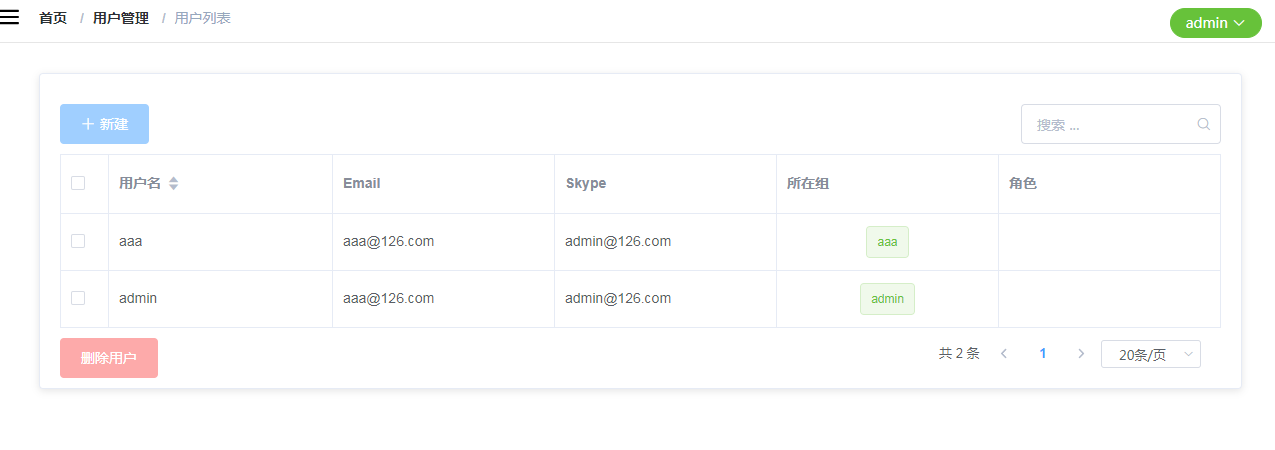 首页 / 用户管理 / 用户列表
admin
新建
搜索 ...
用户名 Email Skype 所在组 角色
aaa aaa@126.com admin@126.com aaa
admin aaa@126.com admin@126.com admin
删除用户
共 2 条 1 20条/页